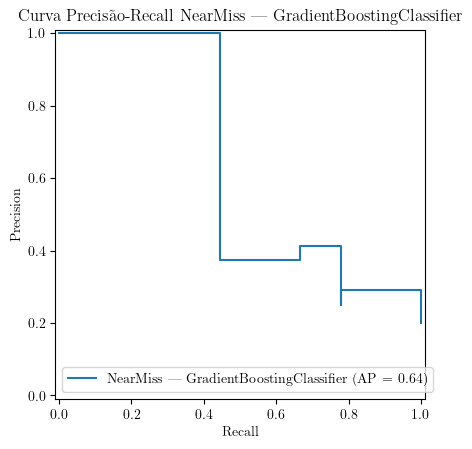 Curva Precisão-Recall NearMiss — GradientBoostingClassifier
1.0
0.8
0.6
0.4
0.2
0.0
Precision
NearMiss — GradientBoostingClassifier (AP = 0.64)
0.0 0.2 0.4 0.6 0.8 1.0
Recall